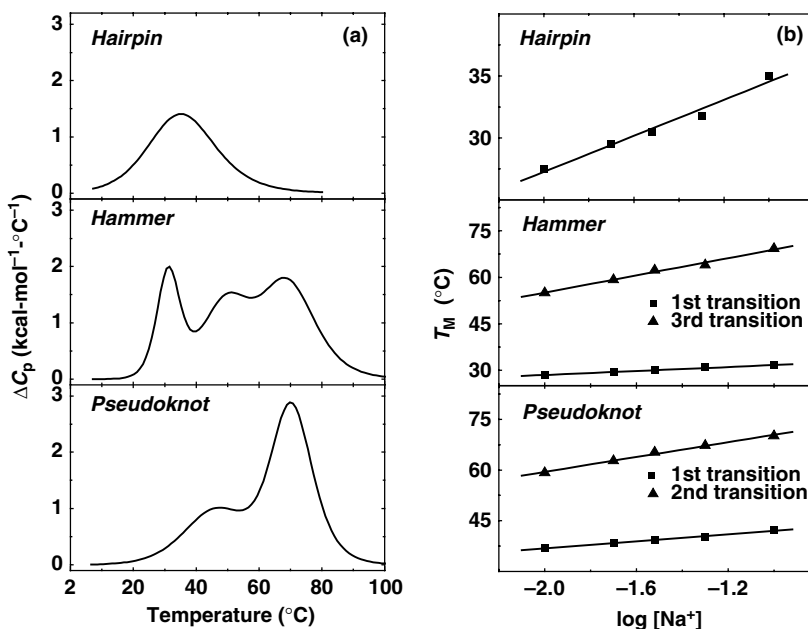 Hairpin (a)
3
2
1
0
Hammer
3
2
1
0
Pseudoknot
3
2
1
0
2 20 40 60 80 100
Temperature (°C)
ΔCp (kcal-mol⁻¹-°C⁻¹)
Hairpin (b)
35
30
Hammer
75
60
45
30
1st transition
3rd transition
Pseudoknot
75
60
45
1st transition
2nd transition
−2.0 −1.6 −1.2
log [Na⁺]
TM (°C)